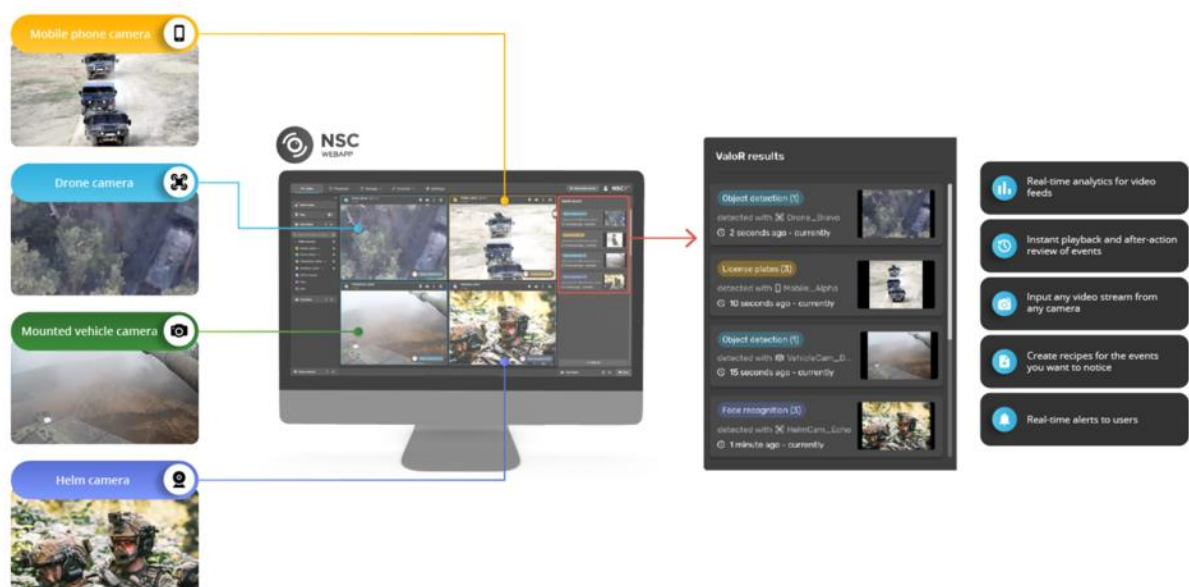 Mobile phone camera
Drone camera
Mounted vehicle camera
Helm camera
NSC
WEBAPP
ValoR results
Object detection (1)
detected with Drone_Bravo
2 seconds ago - currently
License plates (3)
detected with Mobile_Alpha
10 seconds ago - currently
Object detection (1)
detected with VehicleCam_D...
15 seconds ago - currently
Face recognition (3)
detected with HelmCam_Echo
1 minute ago - currently
Real-time analytics for video
feeds
Instant playback and after-action
review of events
Input any video stream from
any camera
Create recipes for the events
you want to notice
Real-time alerts to users